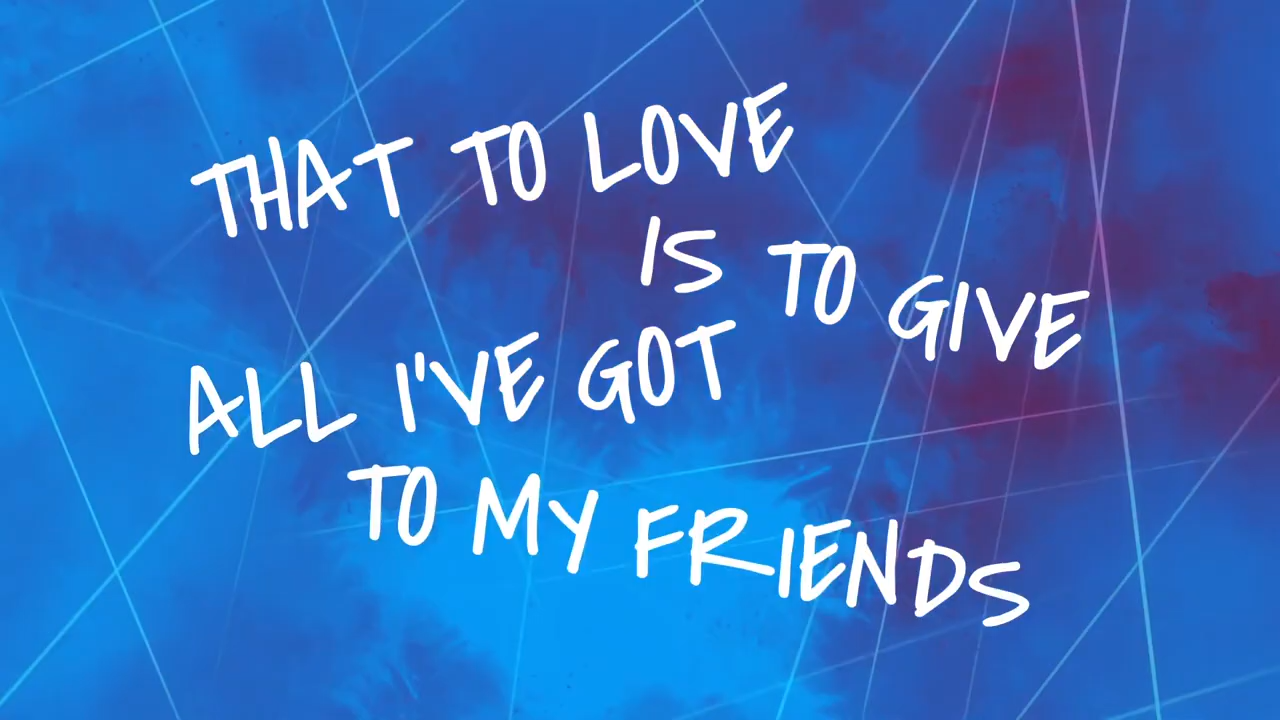 THAT TO LOVE
IS TO GIVE
ALL I'VE GOT
TO MY FRIENDS